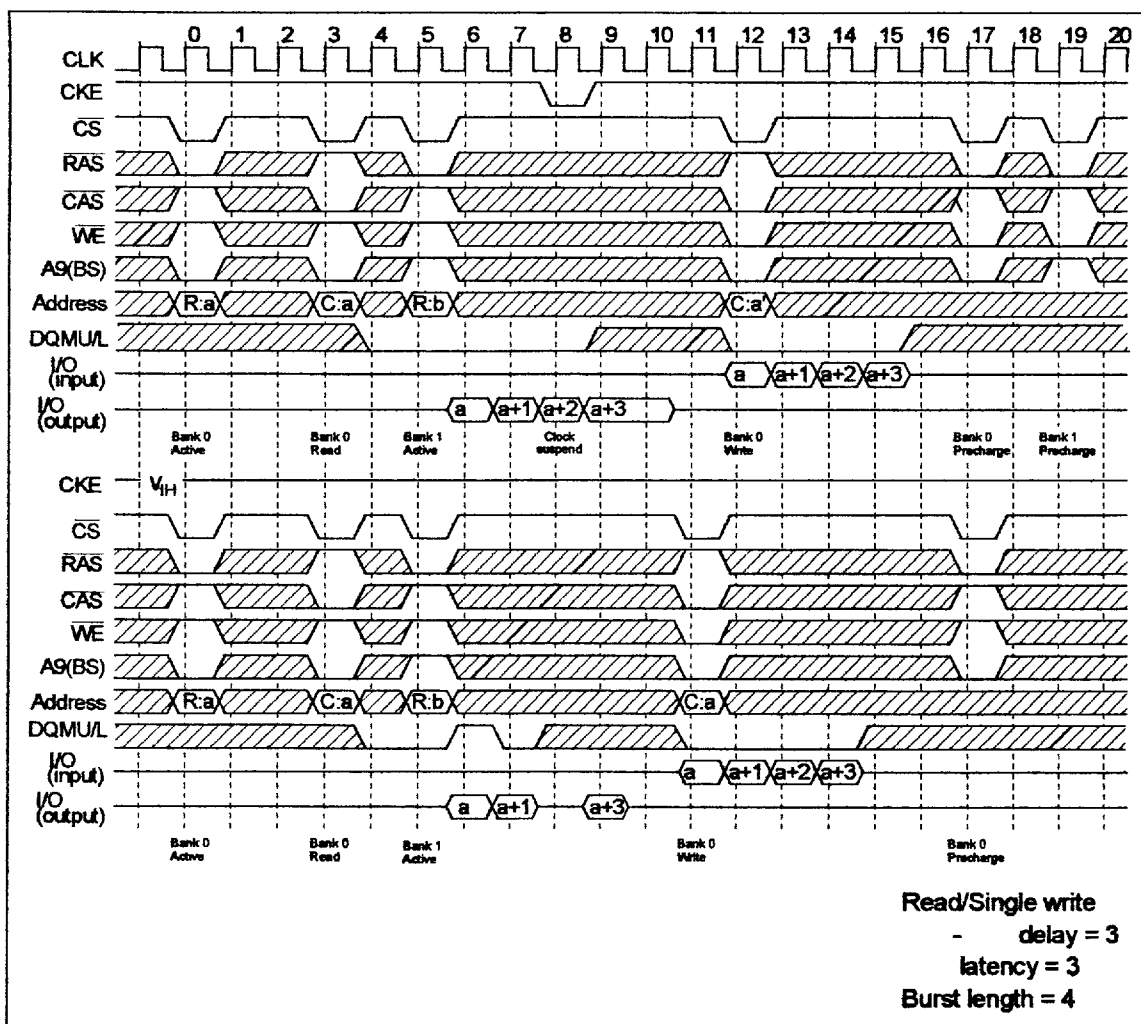 0 1 2 3 4 5 6 7 8 9 10 11 12 13 14 15 16 17 18 19 20
CLK
CKE
CS
RAS
CAS
WE
A9(BS)
Address R:a C:a R:b C:a'
DQMU/L
I/O
(input) a a+1 a+2 a+3
I/O
(output) a a+1 a+2 a+3
Bank 0 Bank 0 Bank 1 Clock Bank 0 Bank 0 Bank 1
Active Read Active suspend Write Precharge Precharge
CKE VIH
CS
RAS
CAS
WE
A9(BS)
Address R:a C:a R:b C:a
DQMU/L
I/O
(input) a a+1 a+2 a+3
I/O
(output) a a+1 a+3
Bank 0 Bank 0 Bank 1 Bank 0 Bank 0
Active Read Active Write Precharge
Read/Single write
- delay = 3
latency = 3
Burst length = 4